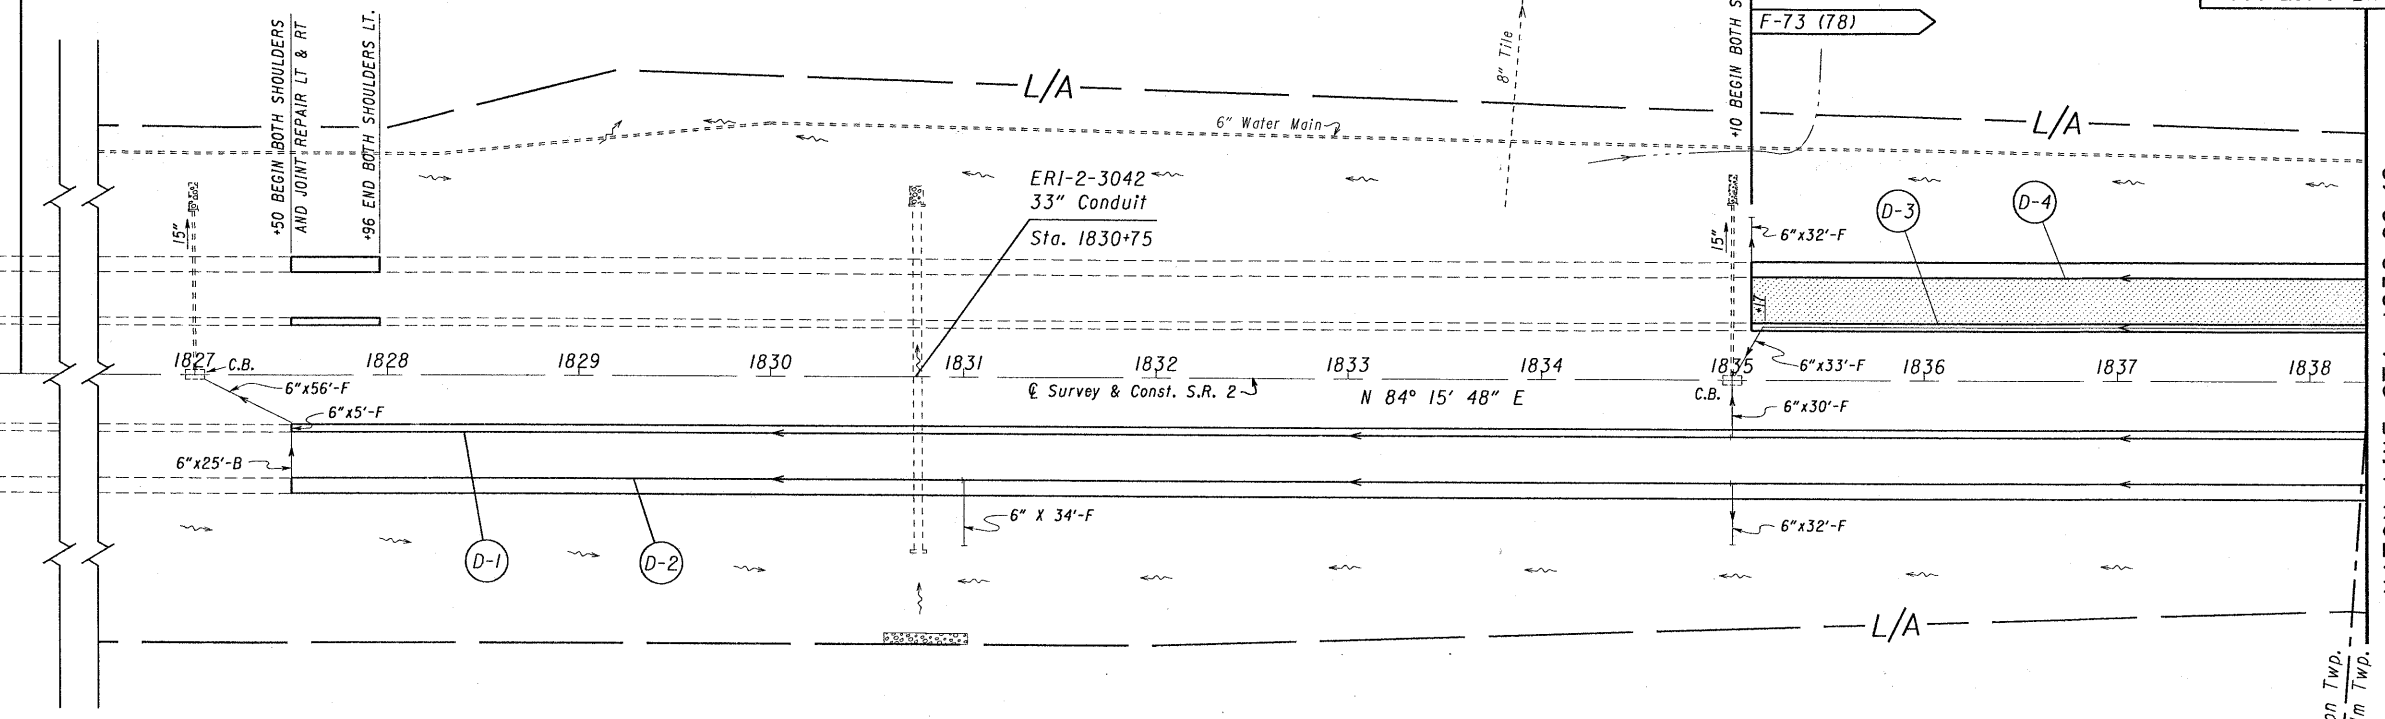 +50 BEGIN BOTH SHOULDERS
AND JOINT REPAIR LT & RT
+96 END BOTH SHOULDERS LT.
+10 BEGIN BOTH
F-73 (78)
8" Tile
L/A
L/A
6" Water Main
ERI-2-3042
33" Conduit
Sta. 1830+75
15"
15"
D-3
D-4
6"x32'-F
+17
1827
1828
1829
1830
1831
1832
1833
1834
1835
1836
1837
1838
C.B.
6"x56'-F
6"x5'-F
6"x25'-B
℄ Survey & Const. S.R. 2
N 84° 15' 48" E
6"x33'-F
C.B.
6"x30'-F
6" X 34'-F
6"x32'-F
D-1
D-2
L/A
Twp.
Twp.